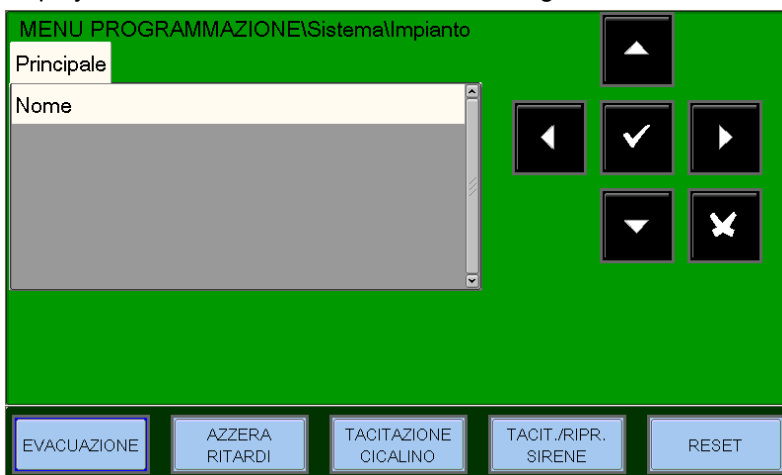 MENU PROGRAMMAZIONE\Sistema\Impianto
Principale
Nome
EVACUAZIONE
AZZERA
RITARDI
TACITAZIONE
CICALINO
TACIT./RIPR.
SIRENE
RESET